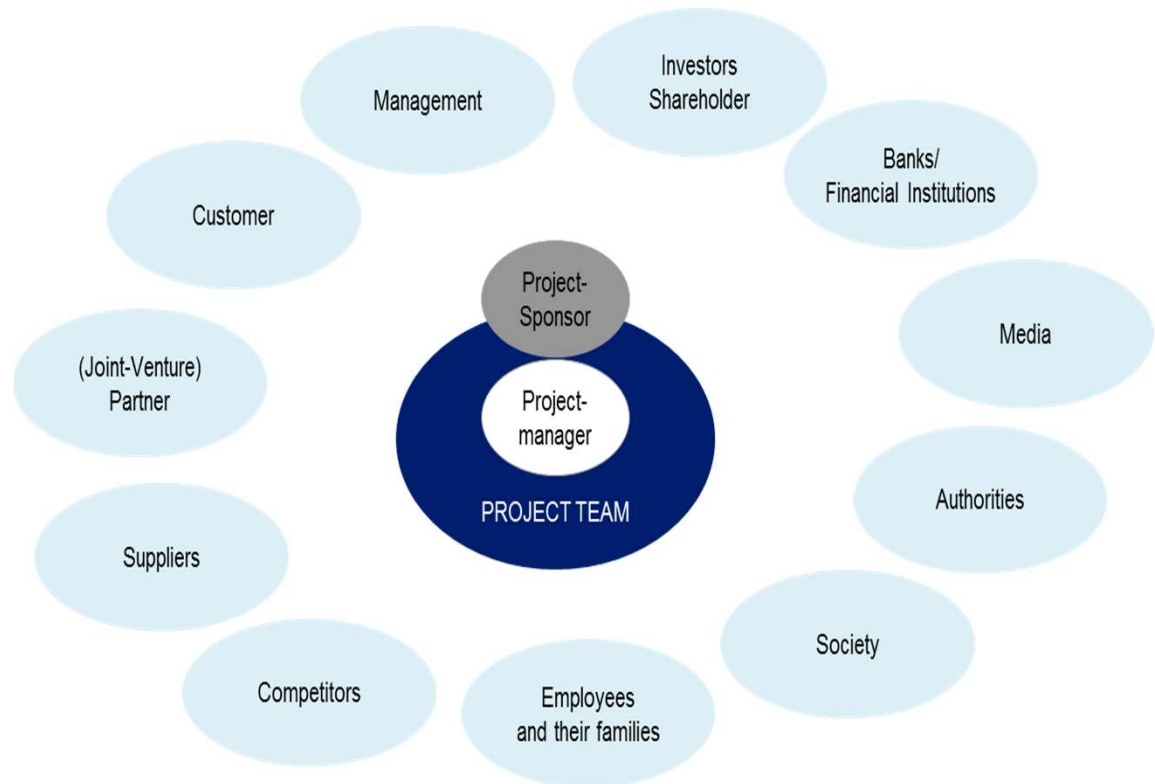 Management
Investors
Shareholder
Customer
Banks/
Financial Institutions
Project-
Sponsor
Media
(Joint-Venture)
Partner
Project-
manager
PROJECT TEAM
Authorities
Suppliers
Society
Competitors
Employees
and their families